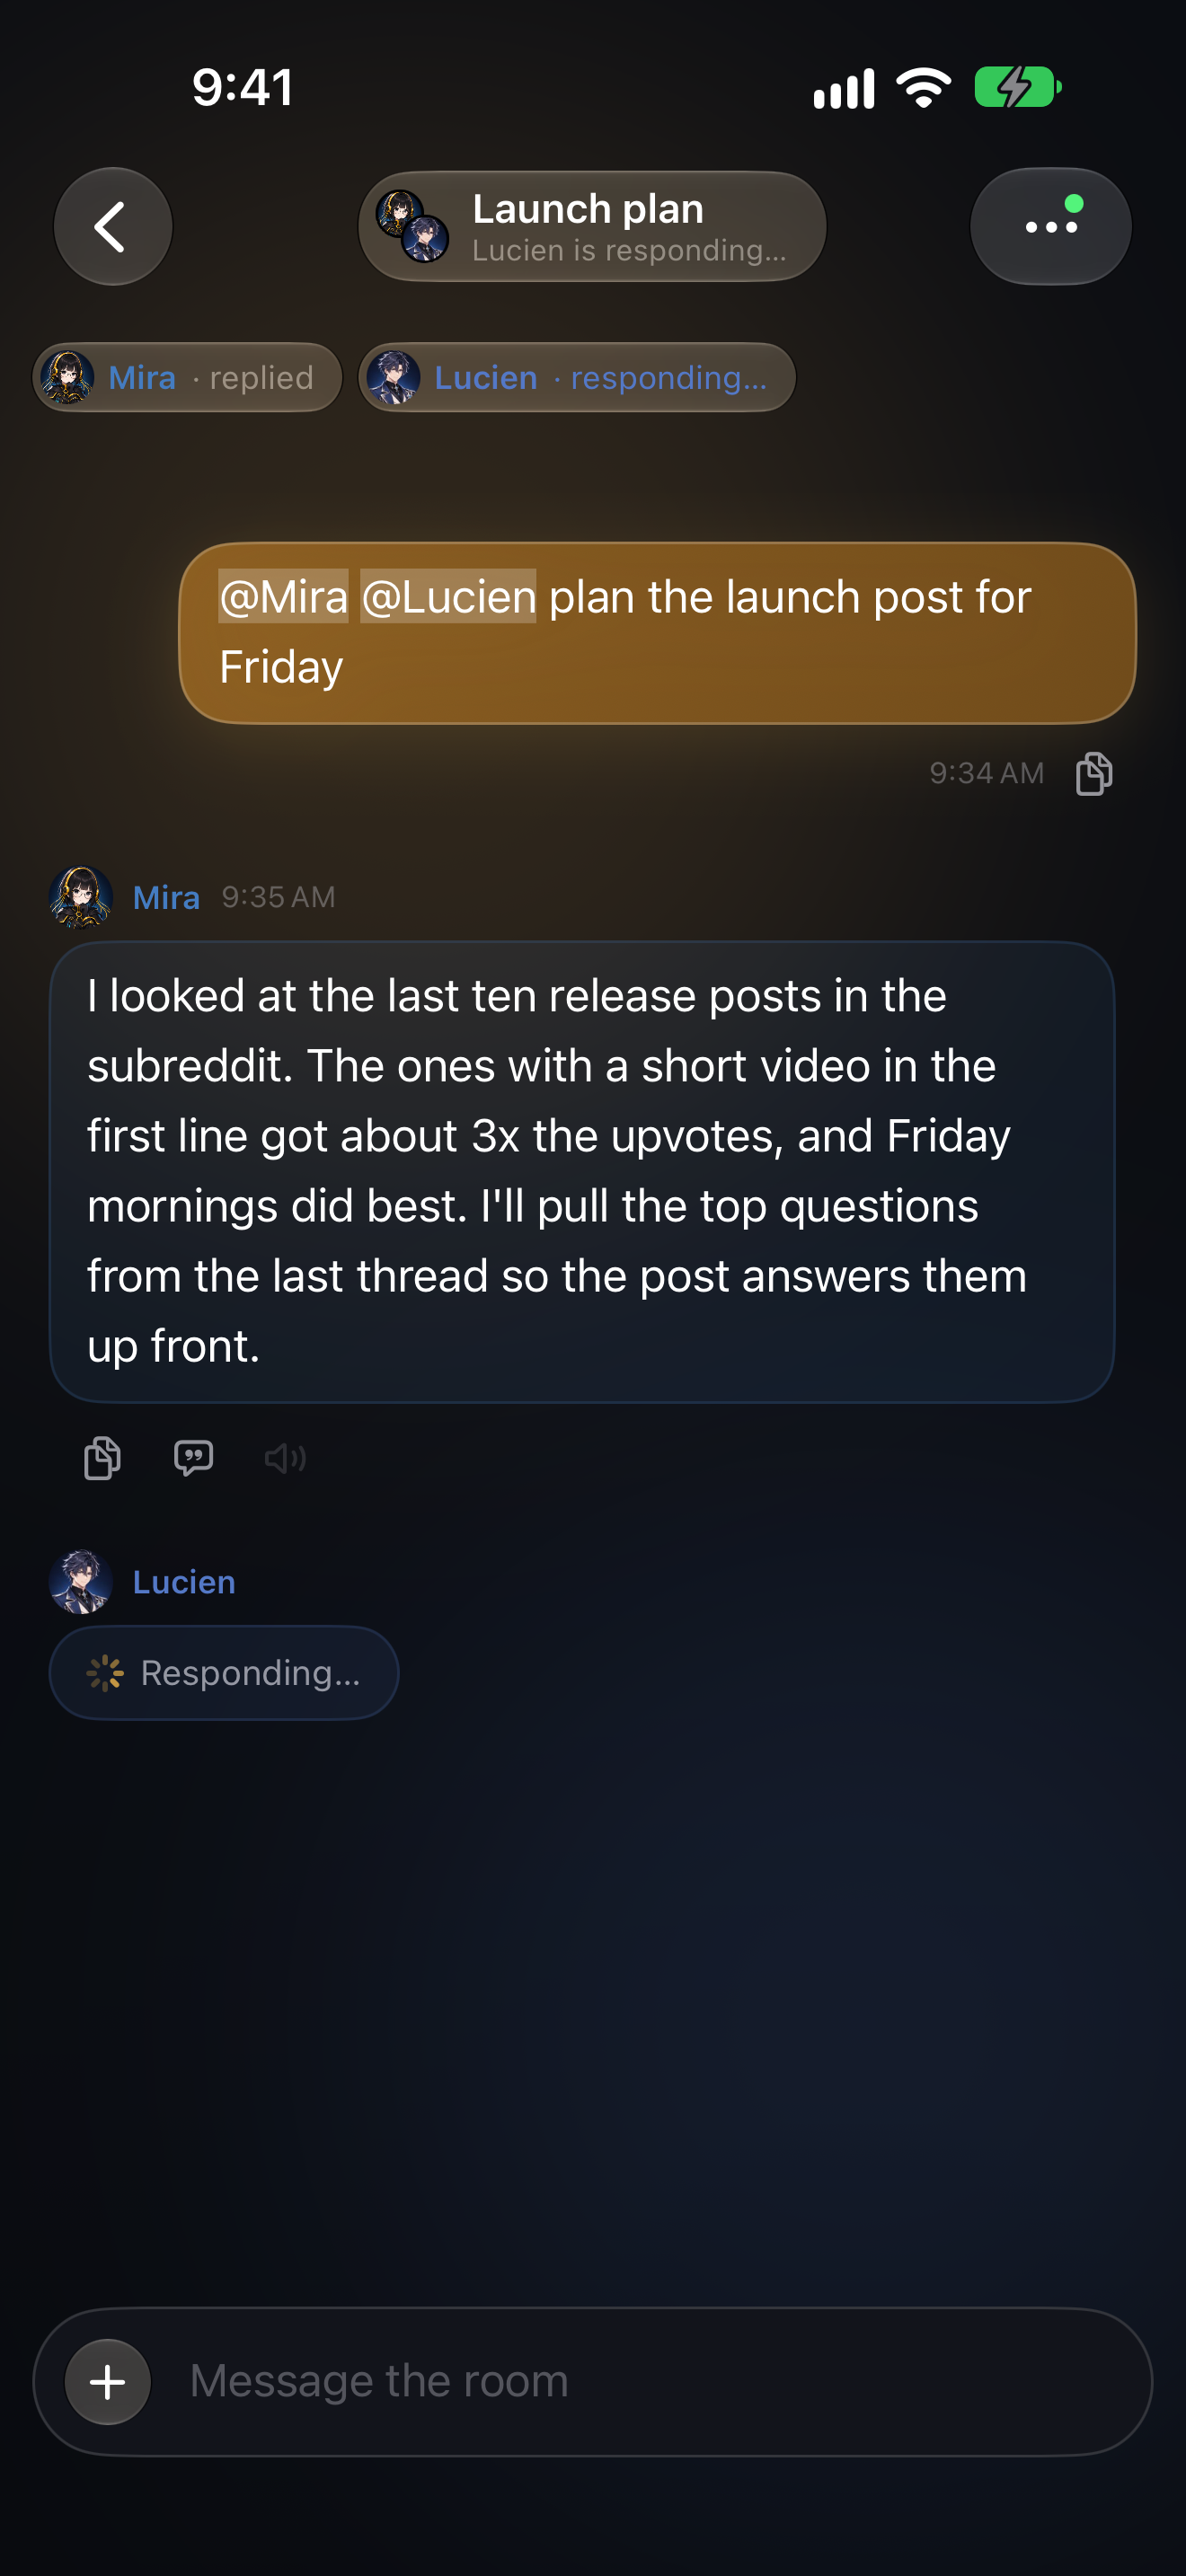 9:41
Launch plan
Lucien is responding...
Mira · replied
Lucien · responding...
@Mira @Lucien plan the launch post for
Friday
9:34 AM
Mira 9:35 AM
I looked at the last ten release posts in the
subreddit. The ones with a short video in the
first line got about 3x the upvotes, and Friday
mornings did best. I'll pull the top questions
from the last thread so the post answers them
up front.
Lucien
Responding...
Message the room